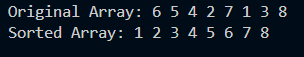 Original Array: 6 5 4 2 7 1 3 8
Sorted Array: 1 2 3 4 5 6 7 8